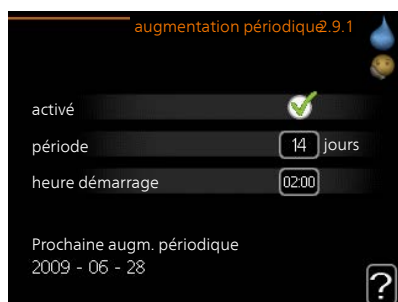 augmentation périodique2.9.1
activé
période 14 jours
heure démarrage 02:00
Prochaine augm. périodique
2009 - 06 - 28
?